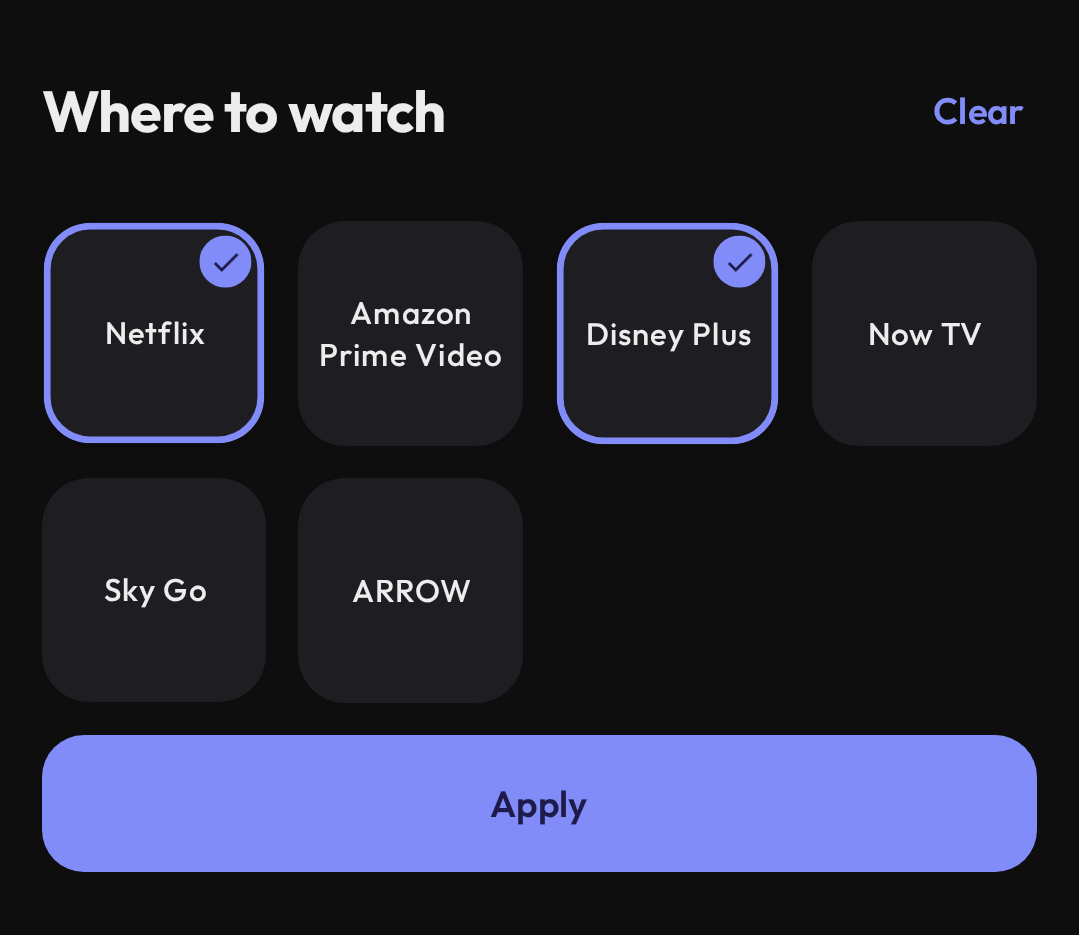 Where to watch
Clear
Netflix
Amazon
Prime Video
Disney Plus
Now TV
Sky Go
ARROW
Apply